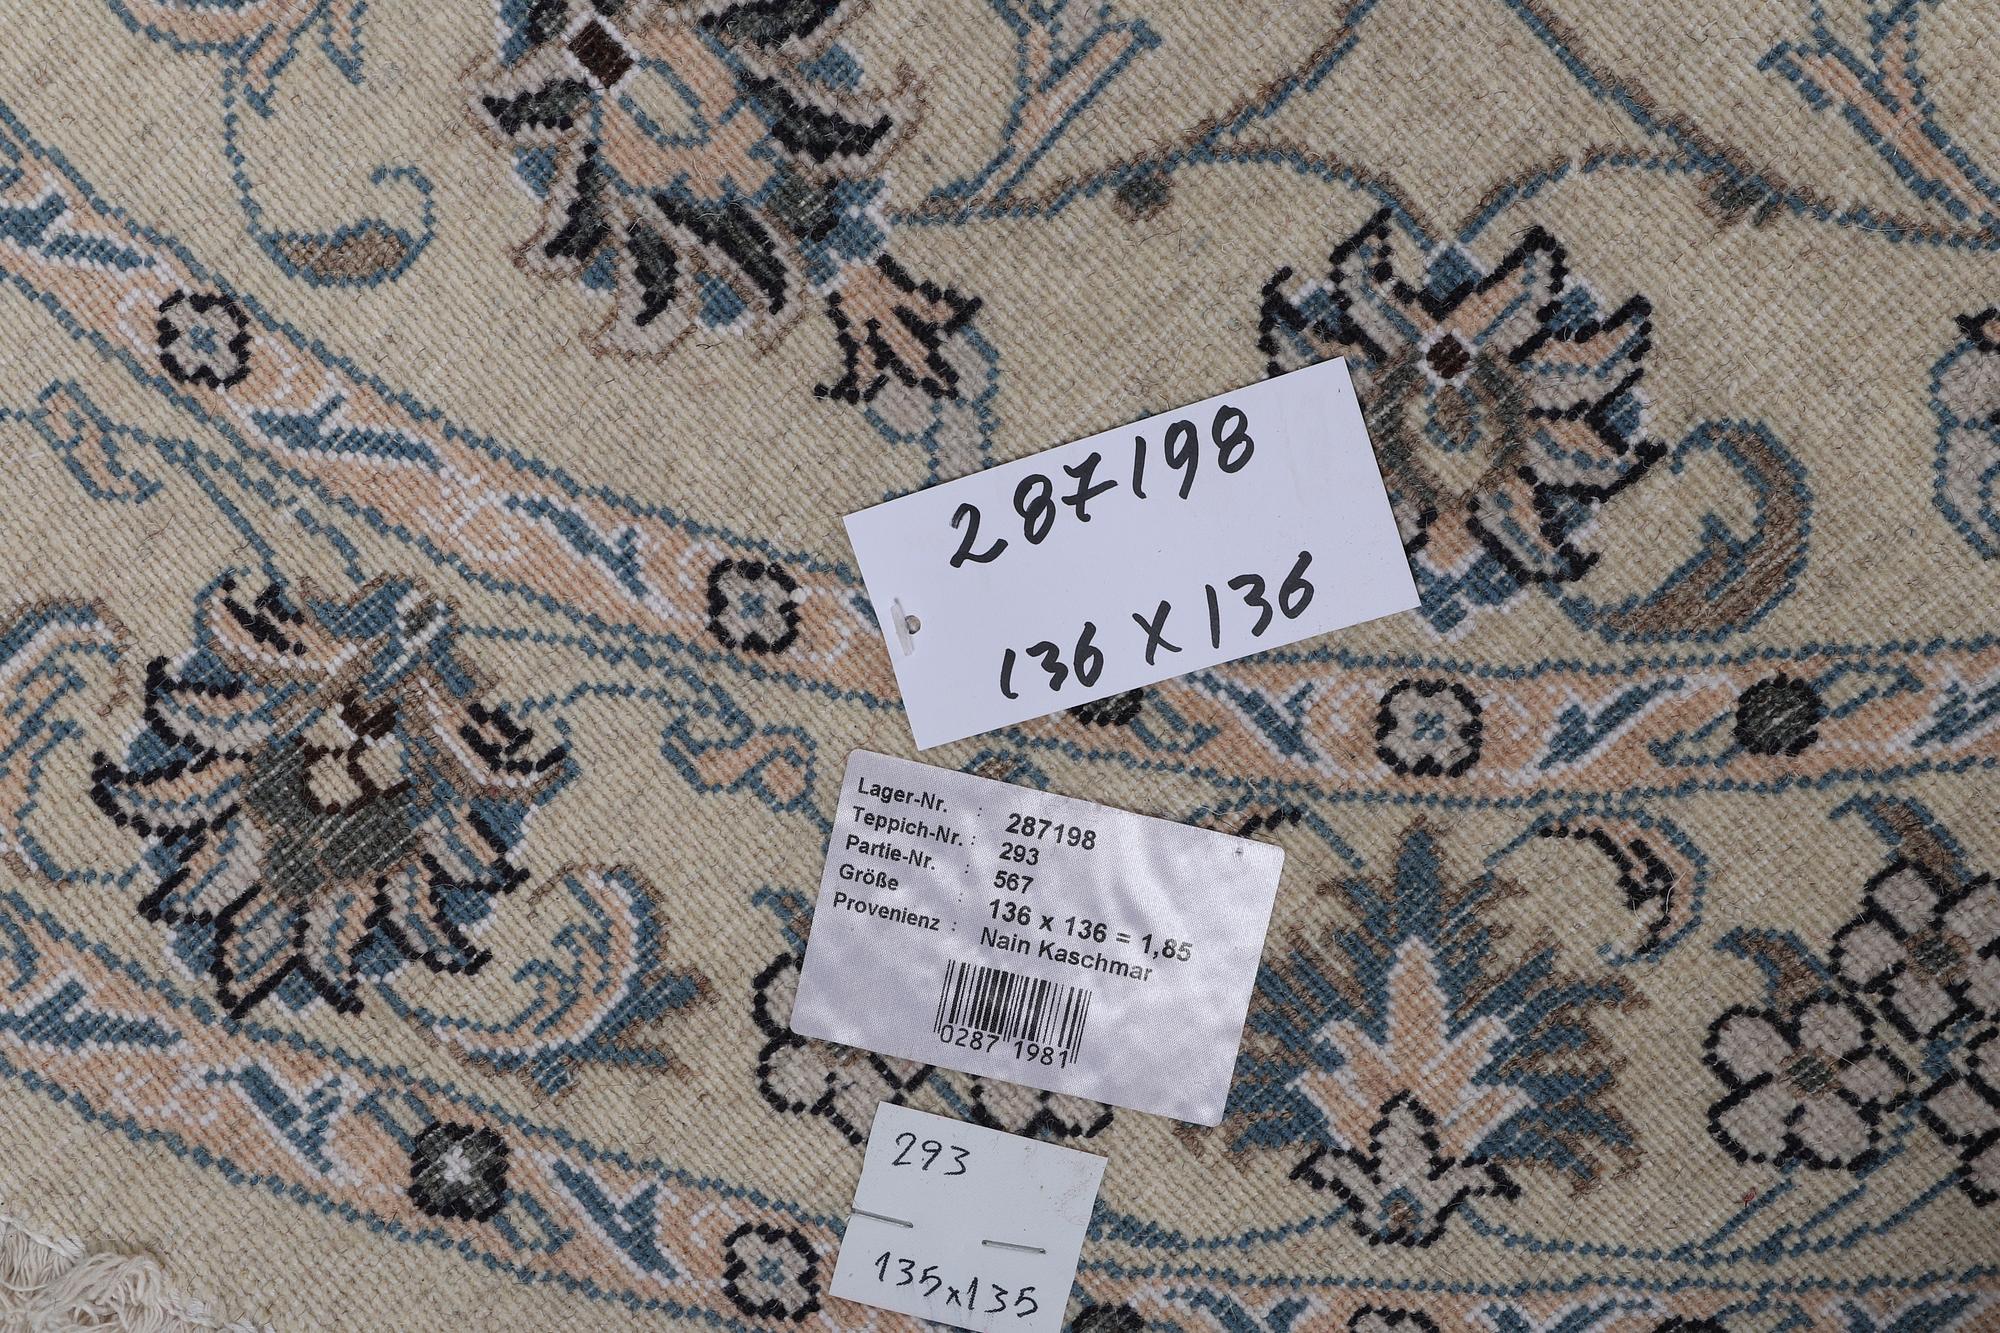 287198
136 x 136
Lager-Nr. : 287198
Teppich-Nr. : 293
Partie-Nr. : 567
Größe : 136 x 136 = 1,85
Provenienz : Nain Kaschmar
0287 1981
293
135x135